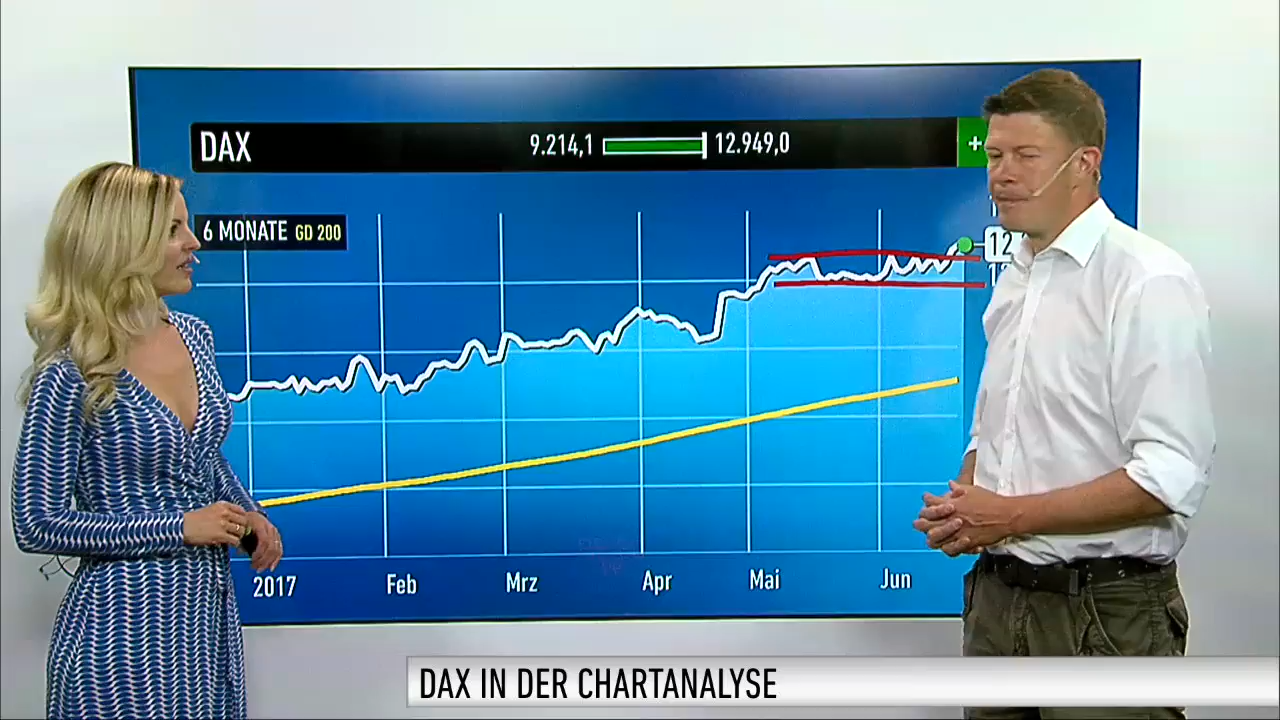 DAX 9.214,1 12.949,0 +
6 MONATE GD 200
12
2017 Feb Mrz Apr Mai Jun
DAX IN DER CHARTANALYSE